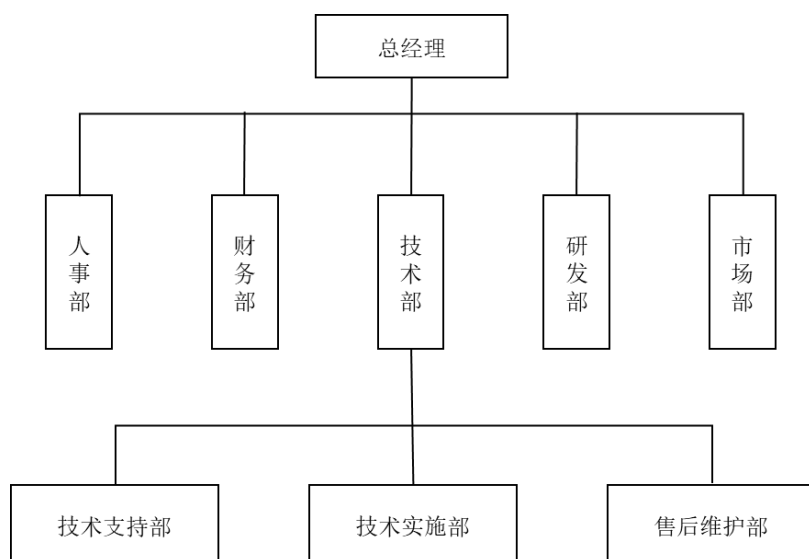 总经理
人事部
财务部
技术部
研发部
市场部
技术支持部
技术实施部
售后维护部